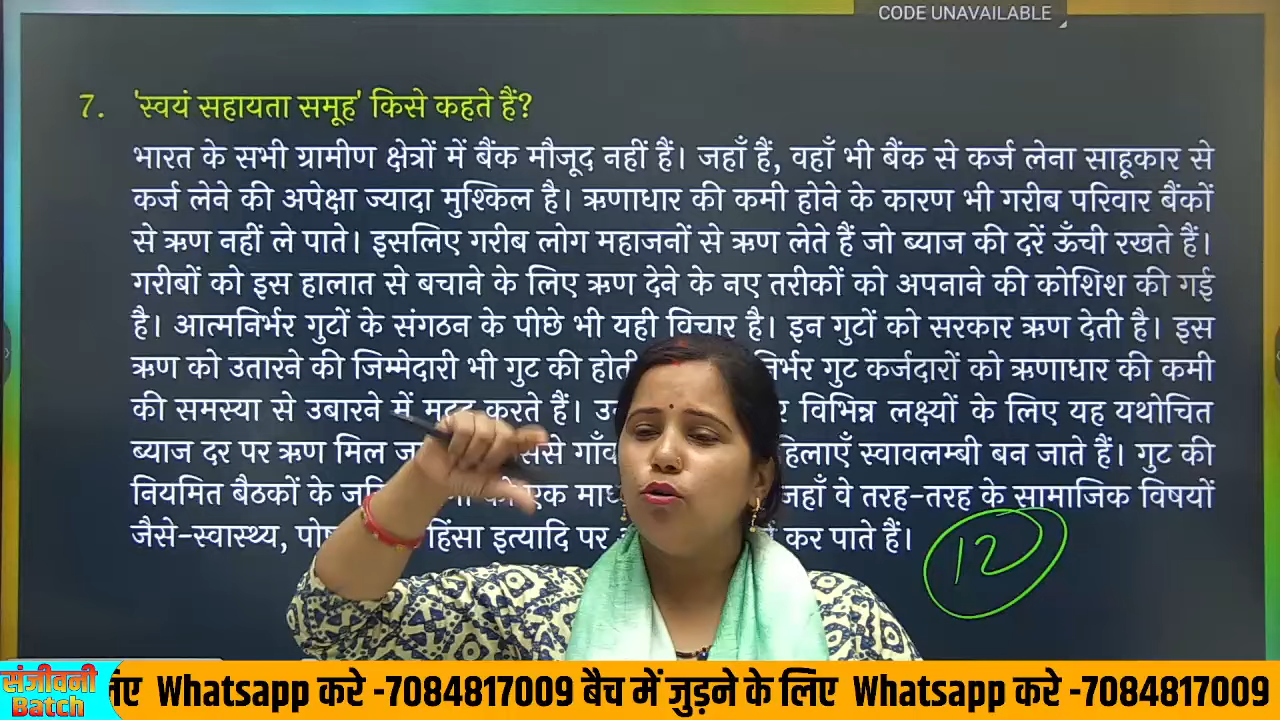 CODE UNAVAILABLE
7. 'स्वयं सहायता समूह' किसे कहते हैं?
भारत के सभी ग्रामीण क्षेत्रों में बैंक मौजूद नहीं हैं। जहाँ हैं, वहाँ भी बैंक से कर्ज लेना साहूकार से
कर्ज लेने की अपेक्षा ज्यादा मुश्किल है। ऋणाधार की कमी होने के कारण भी गरीब परिवार बैंकों
से ऋण नहीं ले पाते। इसलिए गरीब लोग महाजनों से ऋण लेते हैं जो ब्याज की दरें ऊँची रखते हैं।
गरीबों को इस हालात से बचाने के लिए ऋण देने के नए तरीकों को अपनाने की कोशिश की गई
है। आत्मनिर्भर गुटों के संगठन के पीछे भी यही विचार है। इन गुटों को सरकार ऋण देती है। इस
ऋण को उतारने की जिम्मेदारी भी गुट की कर्जदारों को ऋणाधार की कमी
की समस्या से उबारने में मदद करते हैं। विभिन्न लक्ष्यों के लिए यह यथोचित
ब्याज दर पर ऋण मिल स्वावलम्बी बन जाते हैं। गुट की
नियमित बैठकों के एक जहाँ वे तरह-तरह के सामाजिक विषयों
जैसे-स्वास्थ्य, हिंसा इत्यादि पर कर पाते हैं।
12
संजीवनी
Batch
Whatsapp करे -7084817009 बैच में जुड़ने के लिए Whatsapp करे -7084817009